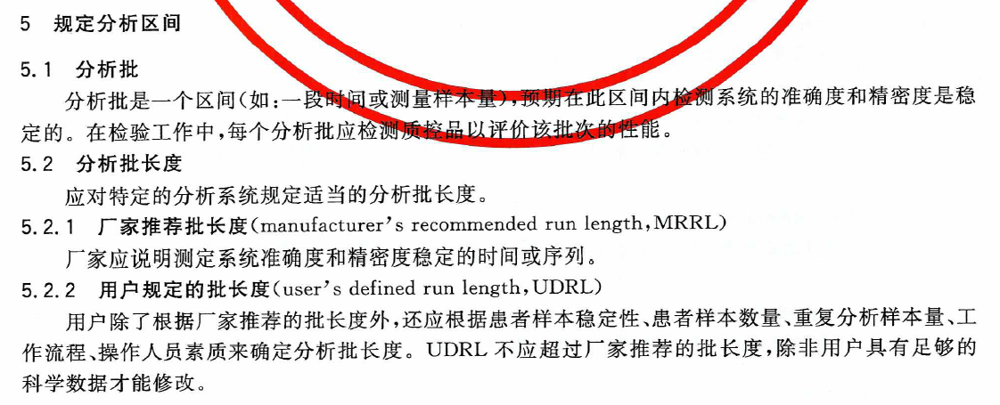 5 规定分析区间
5.1 分析批
分析批是一个区间(如:一段时间或测量样本量),预期在此区间内检测系统的准确度和精密度是稳
定的。在检验工作中,每个分析批应检测质控品以评价该批次的性能。
5.2 分析批长度
应对特定的分析系统规定适当的分析批长度。
5.2.1 厂家推荐批长度(manufacturer's recommended run length,MRRL)
厂家应说明测定系统准确度和精密度稳定的时间或序列。
5.2.2 用户规定的批长度(user's defined run length,UDRL)
用户除了根据厂家推荐的批长度外,还应根据患者样本稳定性、患者样本数量、重复分析样本量、工
作流程、操作人员素质来确定分析批长度。UDRL 不应超过厂家推荐的批长度,除非用户具有足够的
科学数据才能修改。